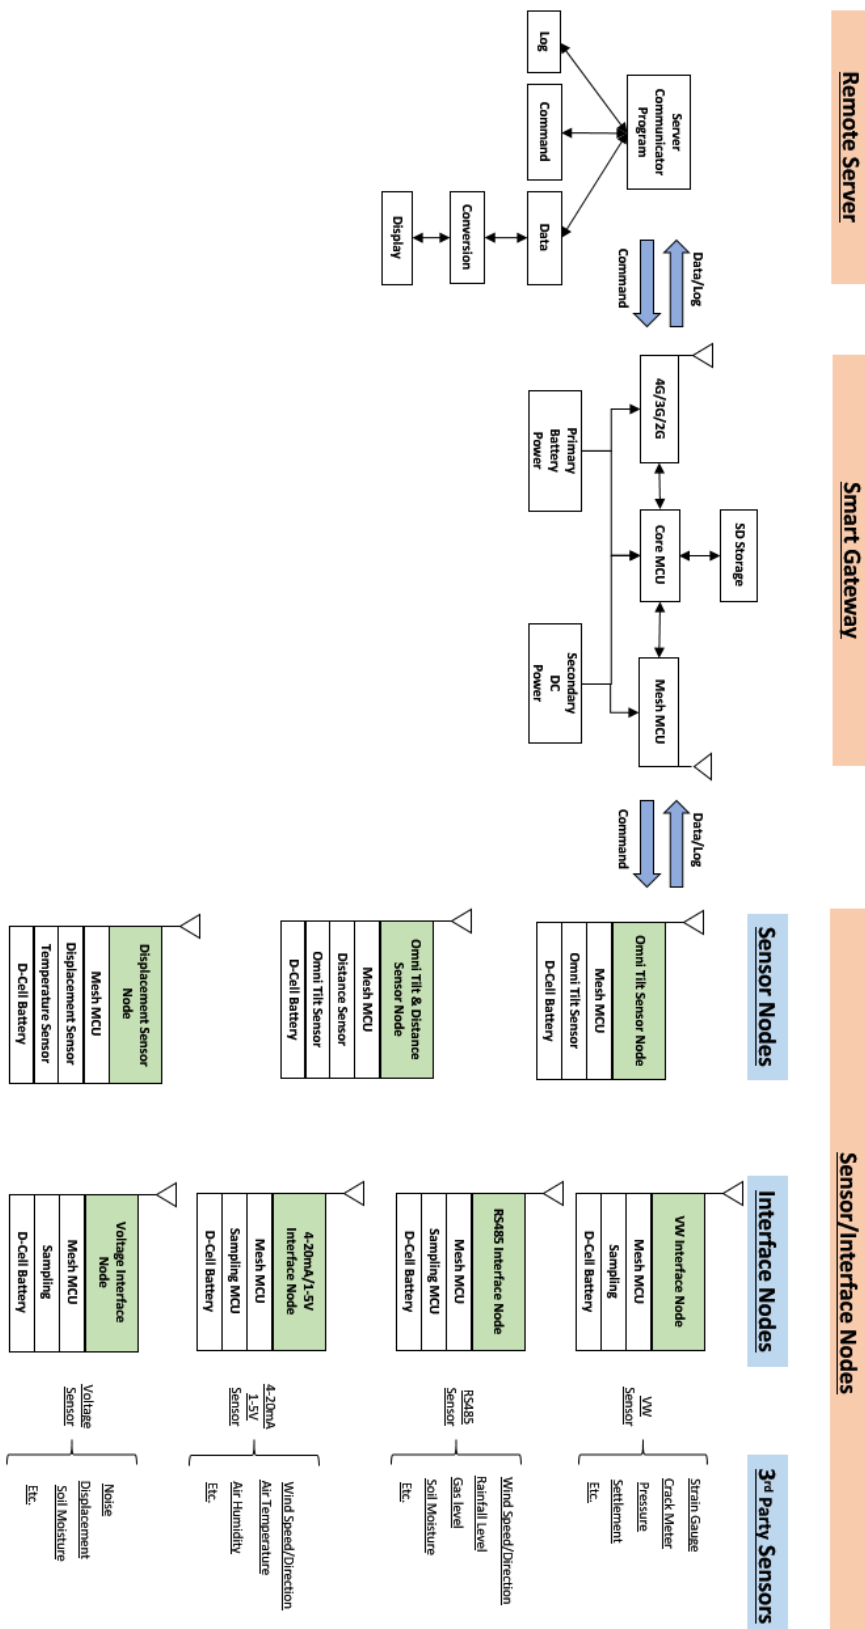 Remote Server
Server
Communicator
Program
Log
Command
Data
Conversion
Display
Data/Log
Command
Smart Gateway
SD Storage
4G/3G/2G
Core MCU
Mesh MCU
Primary
Battery
Power
Secondary
DC
Power
Data/Log
Command
Sensor/Interface Nodes
Sensor Nodes
Omni Tilt Sensor Node
Mesh MCU
Omni Tilt Sensor
D-Cell Battery
Omni Tilt & Distance
Sensor Node
Mesh MCU
Distance Sensor
Omni Tilt Sensor
D-Cell Battery
Displacement Sensor
Node
Mesh MCU
Displacement Sensor
Temperature Sensor
D-Cell Battery
Interface Nodes
VW Interface Node
Mesh MCU
Sampling
D-Cell Battery
RS485 Interface Node
Mesh MCU
Sampling MCU
D-Cell Battery
4-20mA/1-5V
Interface Node
Mesh MCU
Sampling MCU
D-Cell Battery
Voltage Interface
Node
Mesh MCU
Sampling
D-Cell Battery
3rd Party Sensors
VW
Sensor
Strain Gauge
Crack Meter
Pressure
Settlement
Etc.
RS485
Sensor
Wind Speed/Direction
Rainfall Level
Gas level
Soil Moisture
Etc.
4-20mA
1-5V
Sensor
Wind Speed/Direction
Air Temperature
Air Humidity
Etc.
Voltage
Sensor
Noise
Displacement
Soil Moisture
Etc.